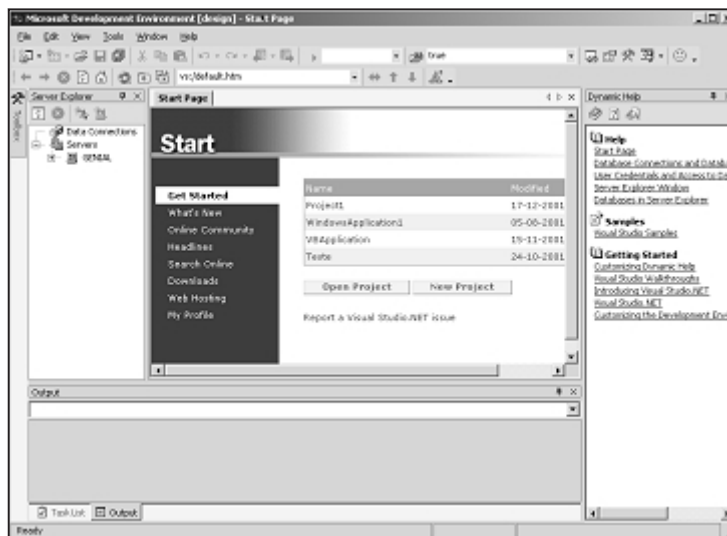 Microsoft Development Environment [design] - Start Page
File Edit View Tools Window Help
true
vs:/default.htm
Server Explorer
Start Page
Dynamic Help
Toolbox
Data Connections
Servers
GENIAL
Start
Get Started
What's New
Online Community
Headlines
Search Online
Downloads
Web Hosting
My Profile
Name Modified
Project1 17-12-2001
WindowsApplication1 05-08-2001
VBApplication 15-11-2001
Teste 24-10-2001
Open Project New Project
Report a Visual Studio.NET issue
Help
Start Page
Database Connections and Databa
User Credentials and Access to Da
Server Explorer Window
Databases in Server Explorer
Samples
Visual Studio Samples
Getting Started
Customizing Dynamic Help
Visual Studio Walkthroughs
Introducing Visual Studio.NET
Visual Studio .NET
Customizing the Development Env
Output
Task List Output
Ready